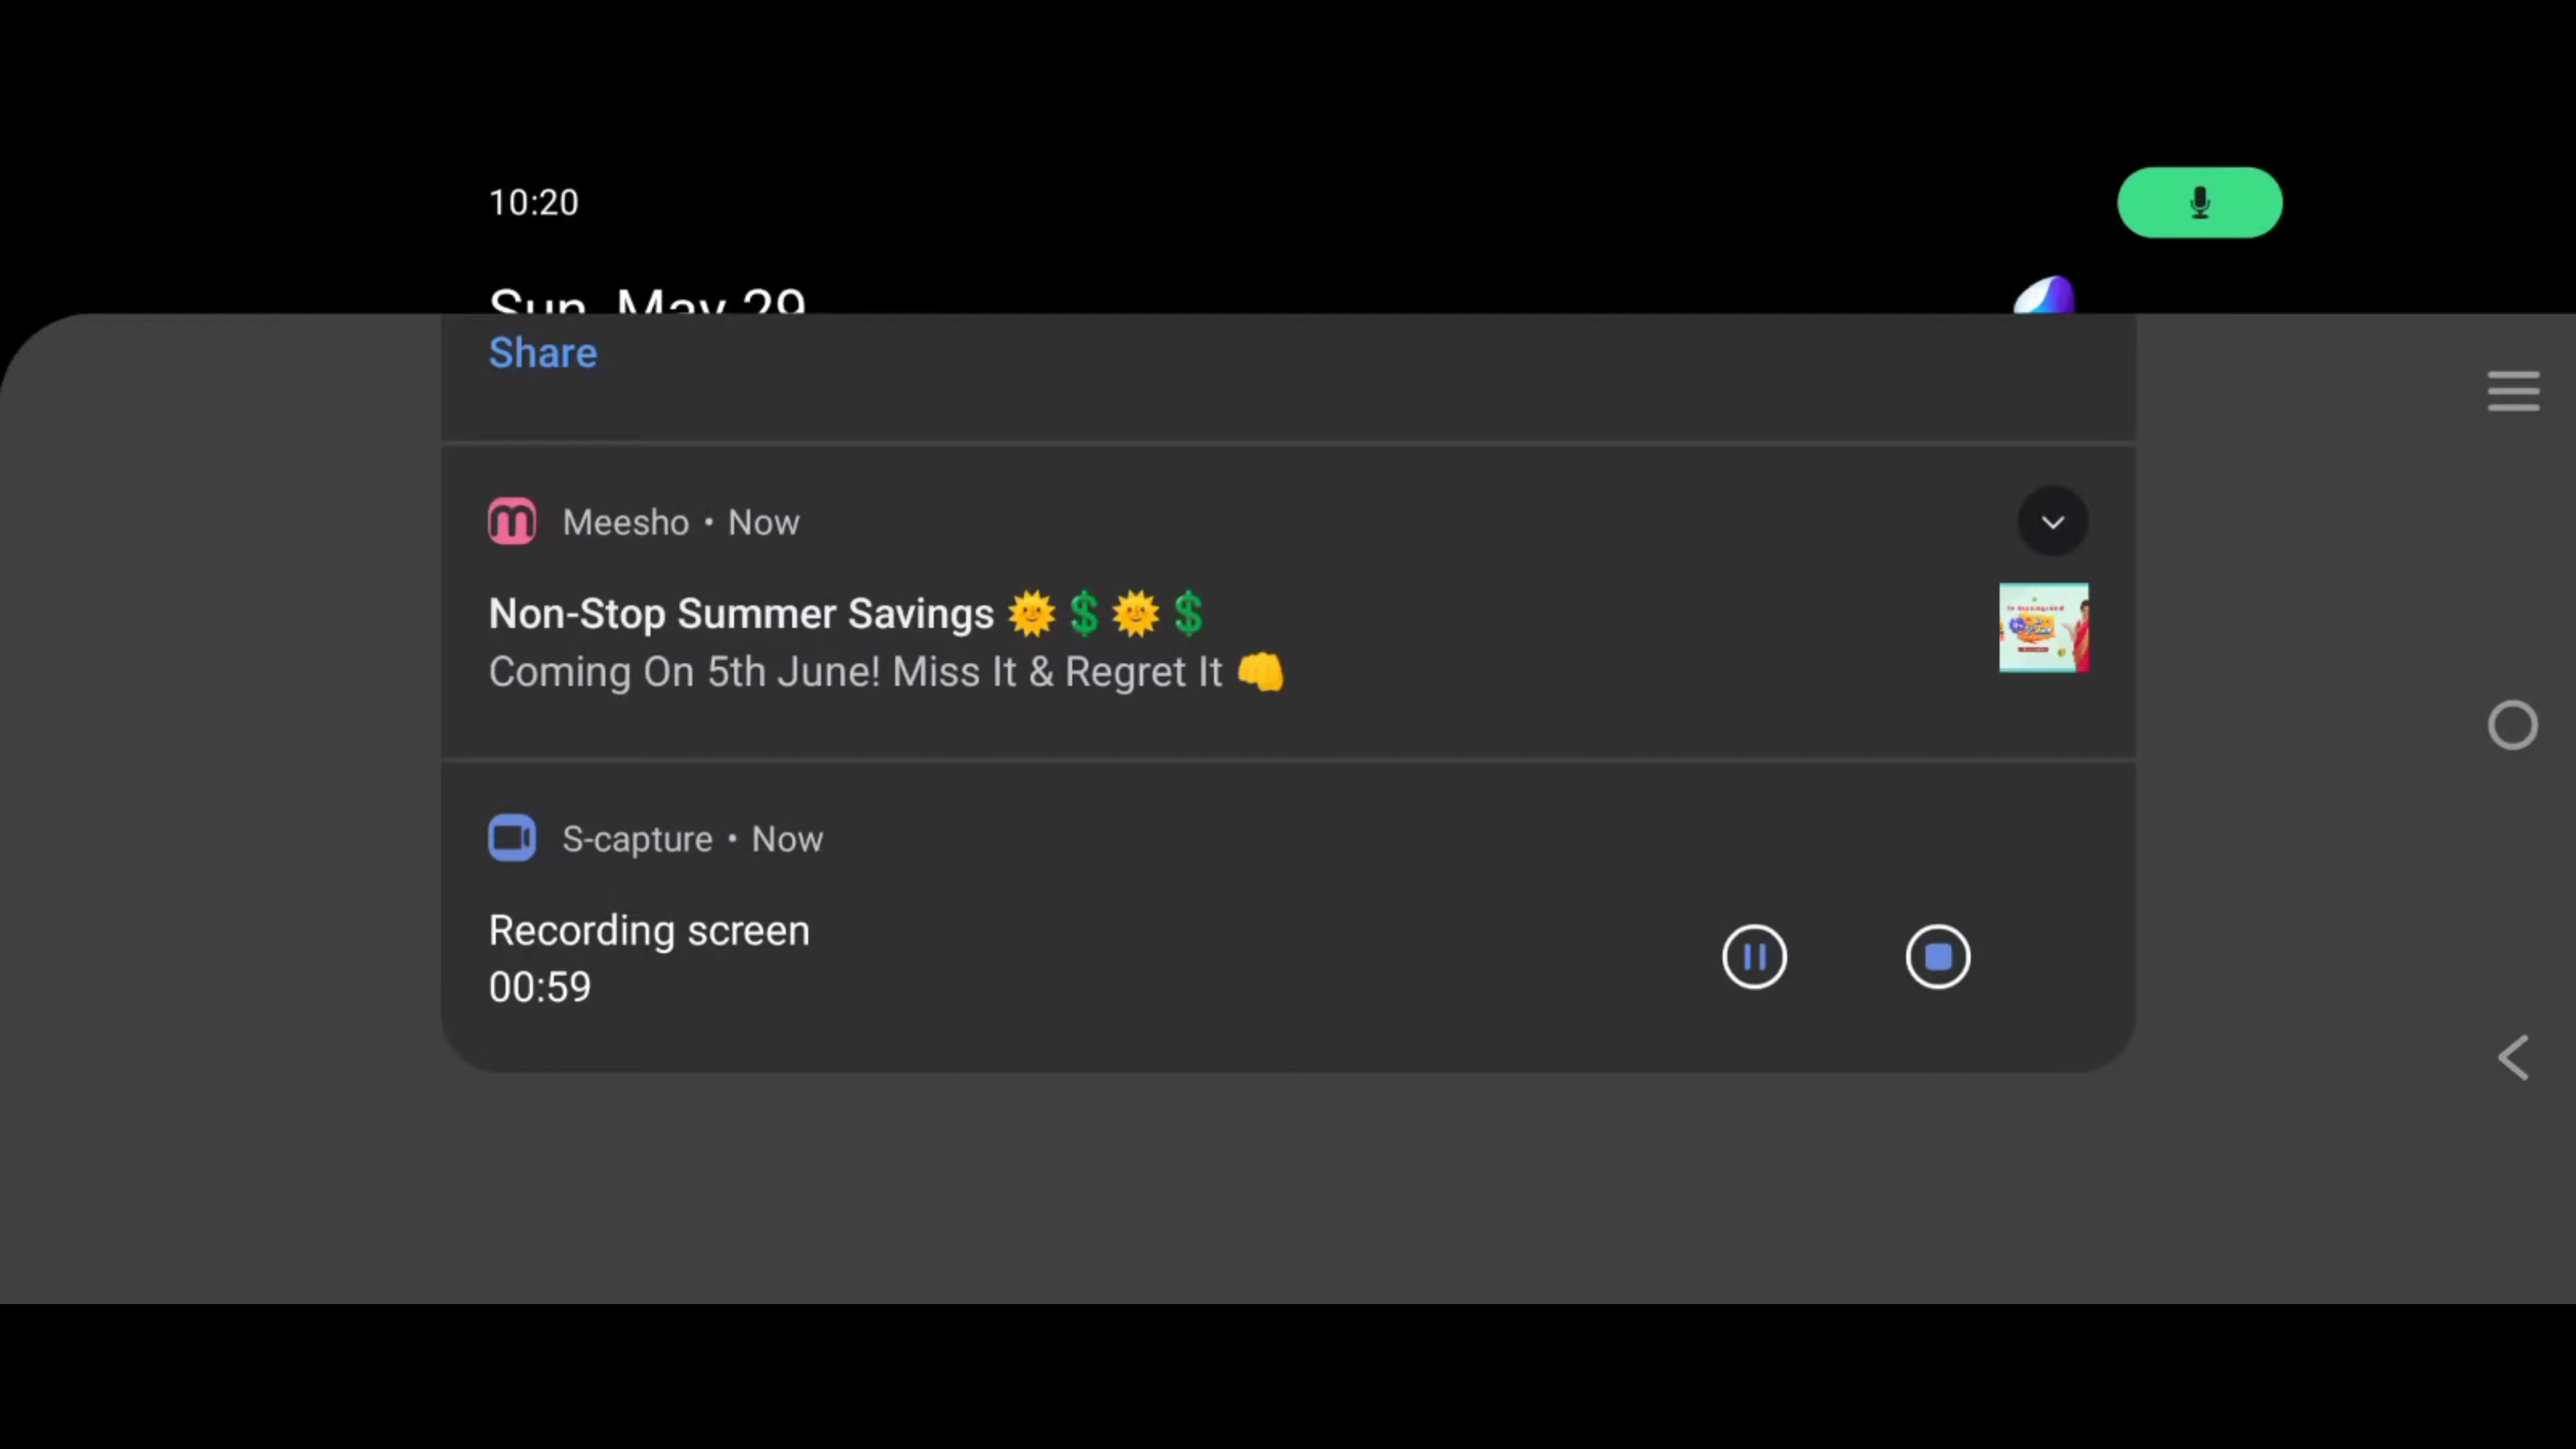 10:20
Sun, May 29
Share
Meesho • Now
Non-Stop Summer Savings 🌞💲🌞💲
Coming On 5th June! Miss It & Regret It 👊
S-capture • Now
Recording screen
00:59